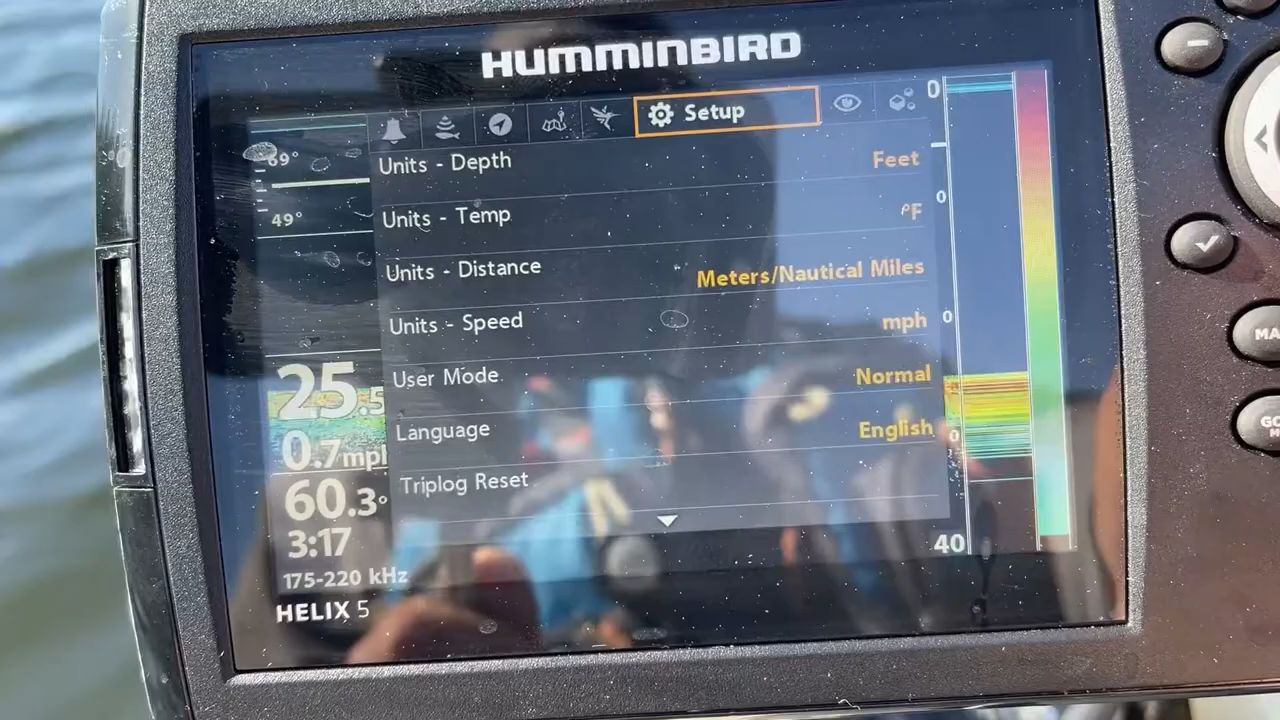 HUMMINBIRD
Setup
0
69°
49°
Units - Depth Feet
Units - Temp °F
0
Units - Distance Meters/Nautical Miles
Units - Speed mph
0
User Mode Normal
Language English
0
Triplog Reset
25.5
0.7mph
60.3°
3:17
40
175-220 kHz
HELIX 5